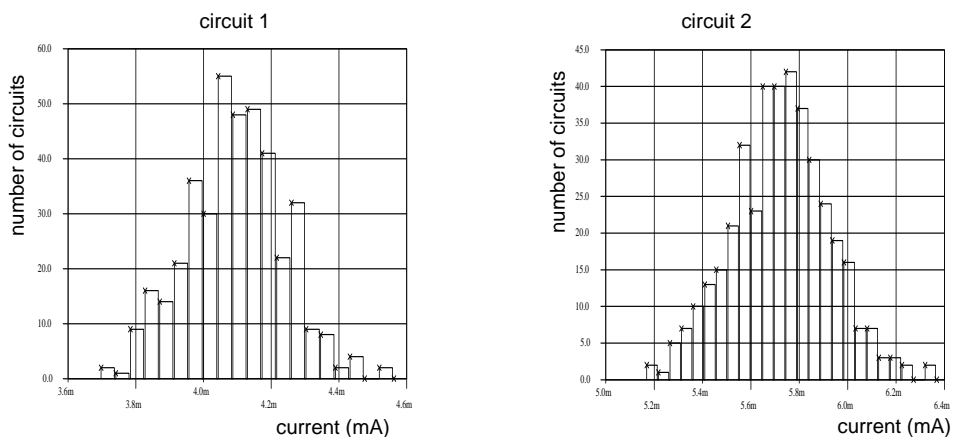 circuit 1
number of circuits
60.0
50.0
40.0
30.0
20.0
10.0
0.0
3.6m 3.8m 4.0m 4.2m 4.4m 4.6m
current (mA)
circuit 2
number of circuits
45.0
40.0
35.0
30.0
25.0
20.0
15.0
10.0
5.0
0.0
5.0m 5.2m 5.4m 5.6m 5.8m 6.0m 6.2m 6.4m
current (mA)